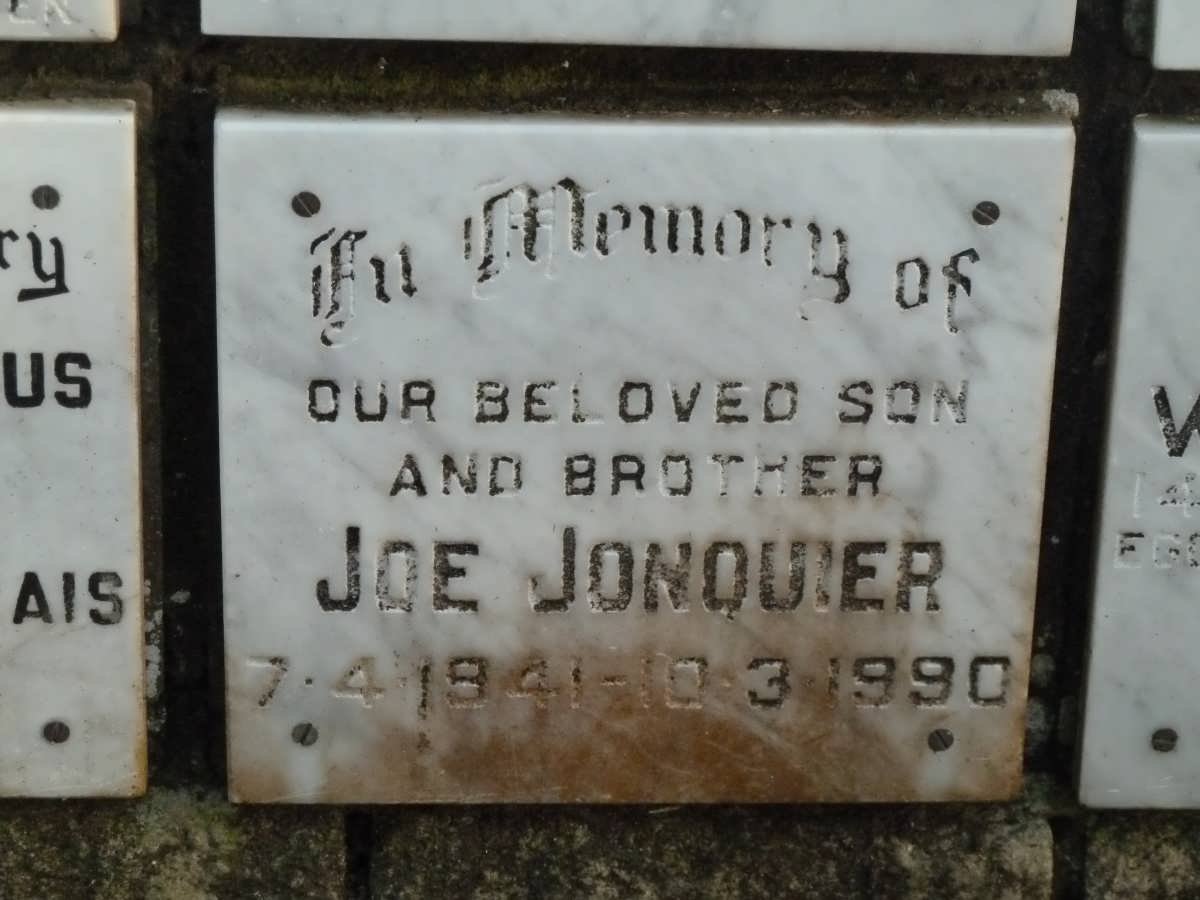 In Memory of
OUR BELOVED SON
AND BROTHER
JOE JONQUIER
7·4·1941-10·3·1990